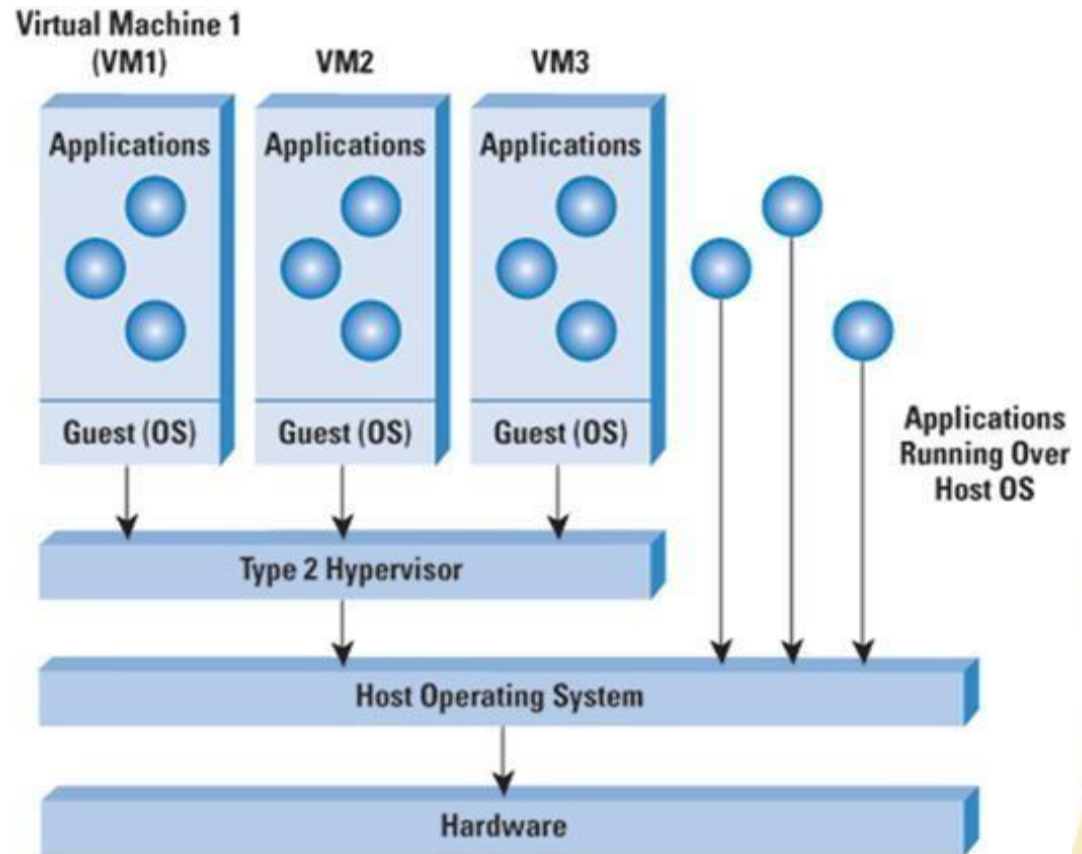 Virtual Machine 1
(VM1)
VM2
VM3
Applications
Applications
Applications
Guest (OS)
Guest (OS)
Guest (OS)
Applications
Running Over
Host OS
Type 2 Hypervisor
Host Operating System
Hardware